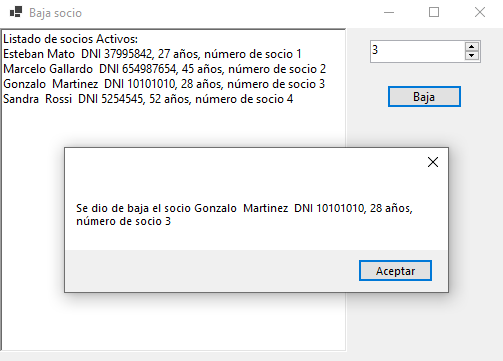 Baja socio
Listado de socios Activos:
Esteban Mato  DNI 37995842, 27 años, número de socio 1
Marcelo Gallardo  DNI 654987654, 45 años, número de socio 2
Gonzalo  Martinez  DNI 10101010, 28 años, número de socio 3
Sandra  Rossi  DNI 5254545, 52 años, número de socio 4
3
Baja
Se dio de baja el socio Gonzalo  Martinez  DNI 10101010, 28 años,
número de socio 3
Aceptar